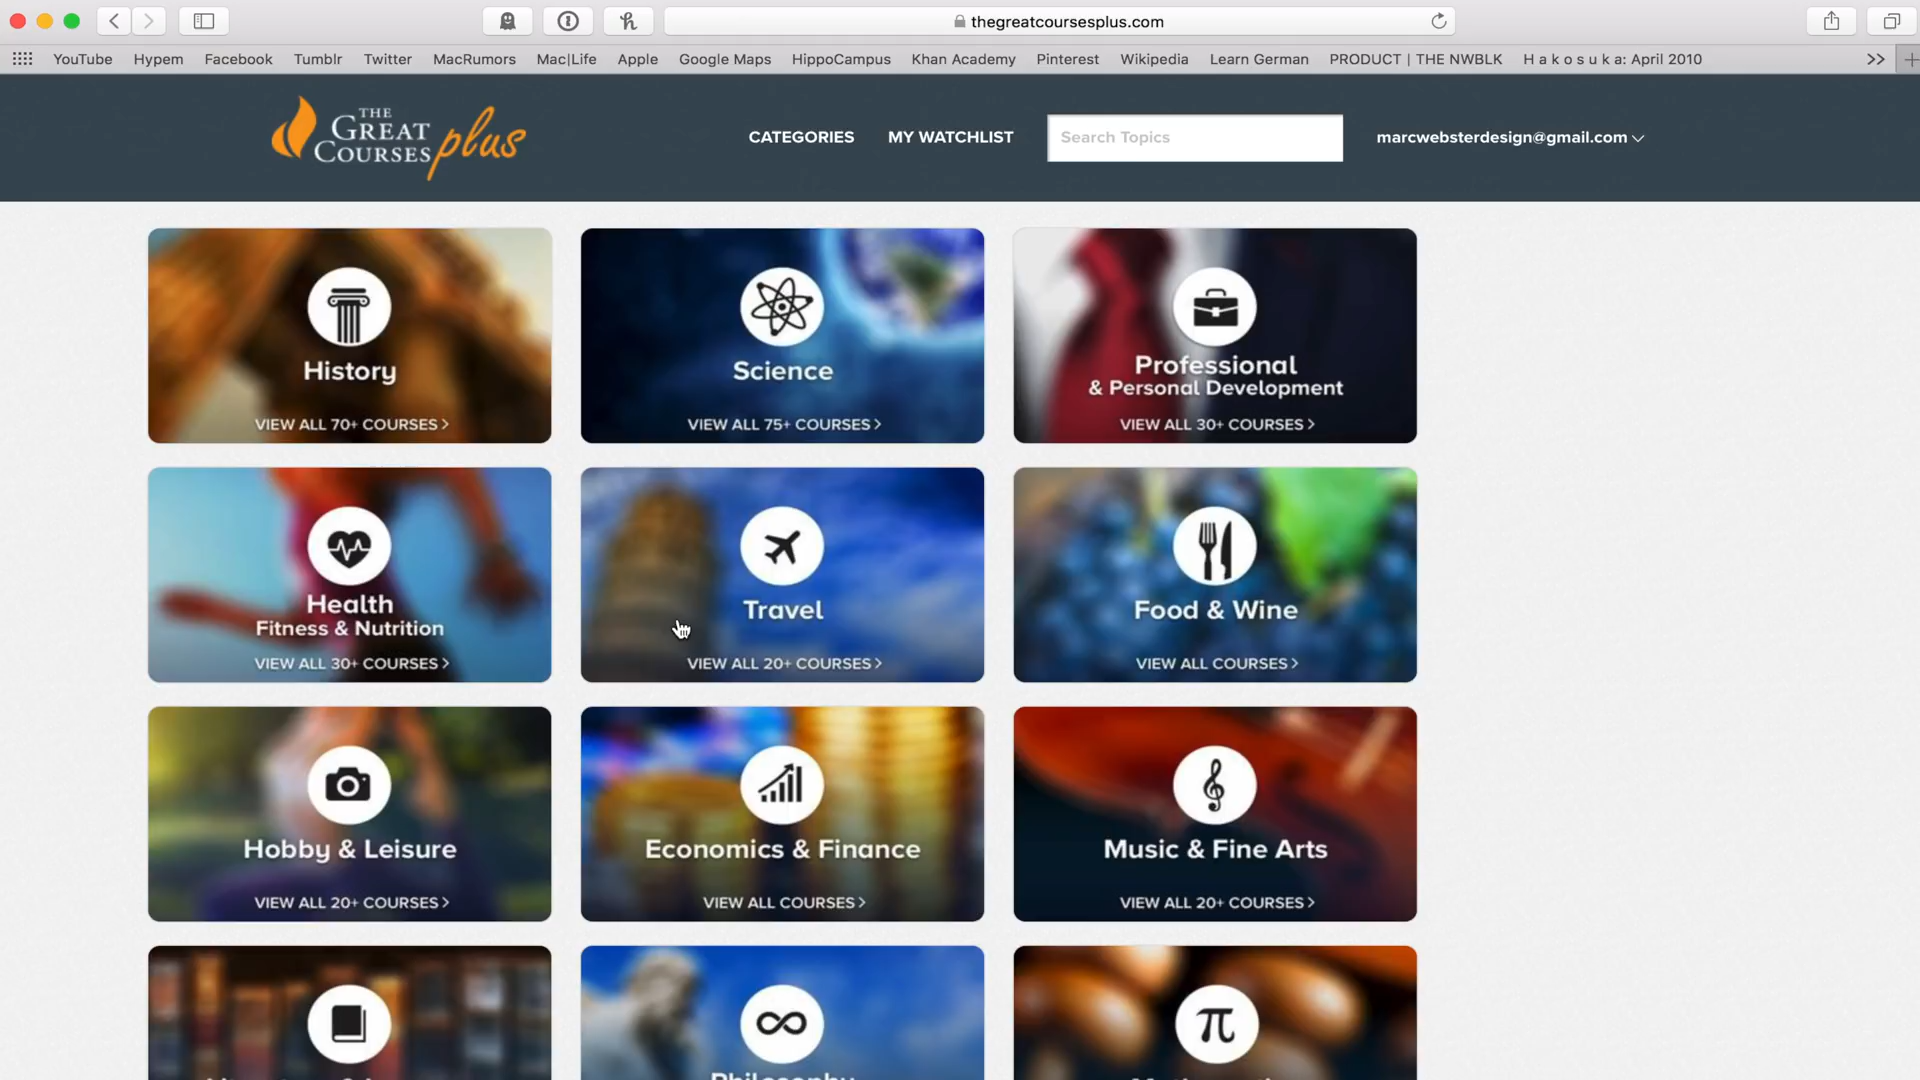 thegreatcoursesplus.com
YouTube Hypem Facebook Tumblr Twitter MacRumors Mac|Life Apple Google Maps HippoCampus Khan Academy Pinterest Wikipedia Learn German PRODUCT | THE NWBLK H a k o s u k a: April 2010
THE
GREAT
COURSES plus
CATEGORIES MY WATCHLIST Search Topics marcwebsterdesign@gmail.com
History
VIEW ALL 70+ COURSES >
Science
VIEW ALL 75+ COURSES >
Professional
& Personal Development
VIEW ALL 30+ COURSES >
Health
Fitness & Nutrition
VIEW ALL 30+ COURSES >
Travel
VIEW ALL 20+ COURSES >
Food & Wine
VIEW ALL COURSES >
Hobby & Leisure
VIEW ALL 20+ COURSES >
Economics & Finance
VIEW ALL COURSES >
Music & Fine Arts
VIEW ALL 20+ COURSES >
Philosophy